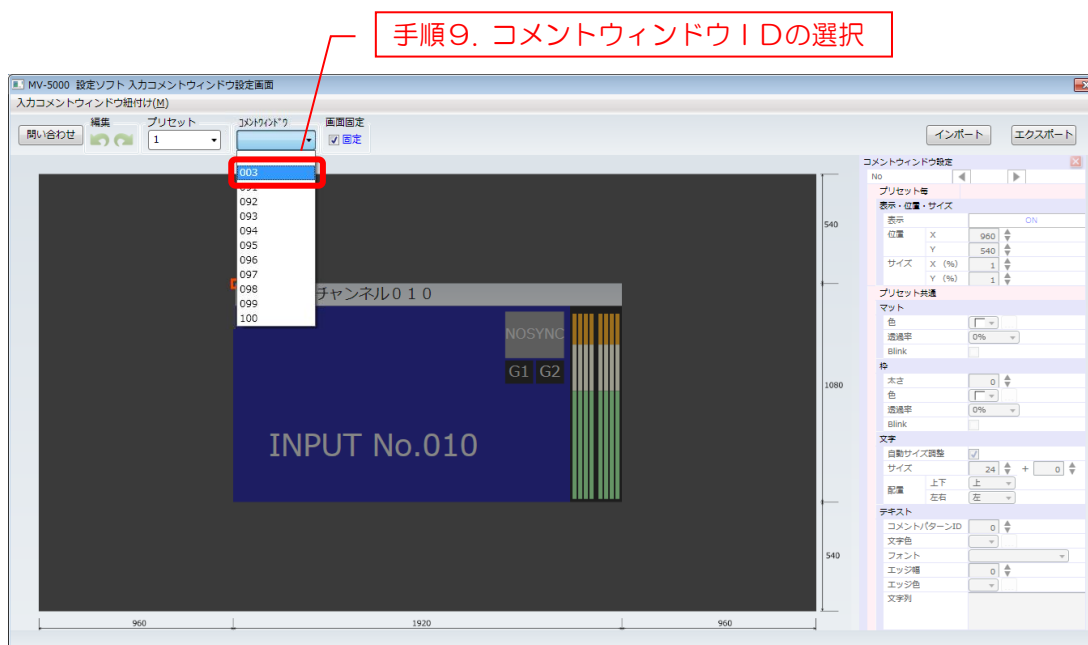 手順９．コメントウィンドウＩＤの選択
MV-5000 設定ソフト 入力コメントウィンドウ設定画面
入力コメントウィンドウ紐付け(M)
編集 プリセット ｺﾒﾝﾄｳｨﾝﾄﾞｳ 画面固定
問い合わせ 1 固定 インポート エクスポート
003
091
092
093
094
095
096
097
098
099
100
チャンネル０１０
NOSYNC
G1 G2
INPUT No.010
540
1080
540
960 1920 960
コメントウィンドウ設定
No
プリセット毎
表示・位置・サイズ
表示 ON
位置 X 960
Y 540
サイズ X (%) 1
Y (%) 1
プリセット共通
マット
色
透過率 0%
Blink
枠
太さ 0
色
透過率 0%
Blink
文字
自動サイズ調整
サイズ 24 + 0
配置 上下 上
左右 左
テキスト
コメントパターンID 0
文字色
フォント
エッジ幅 0
エッジ色
文字列